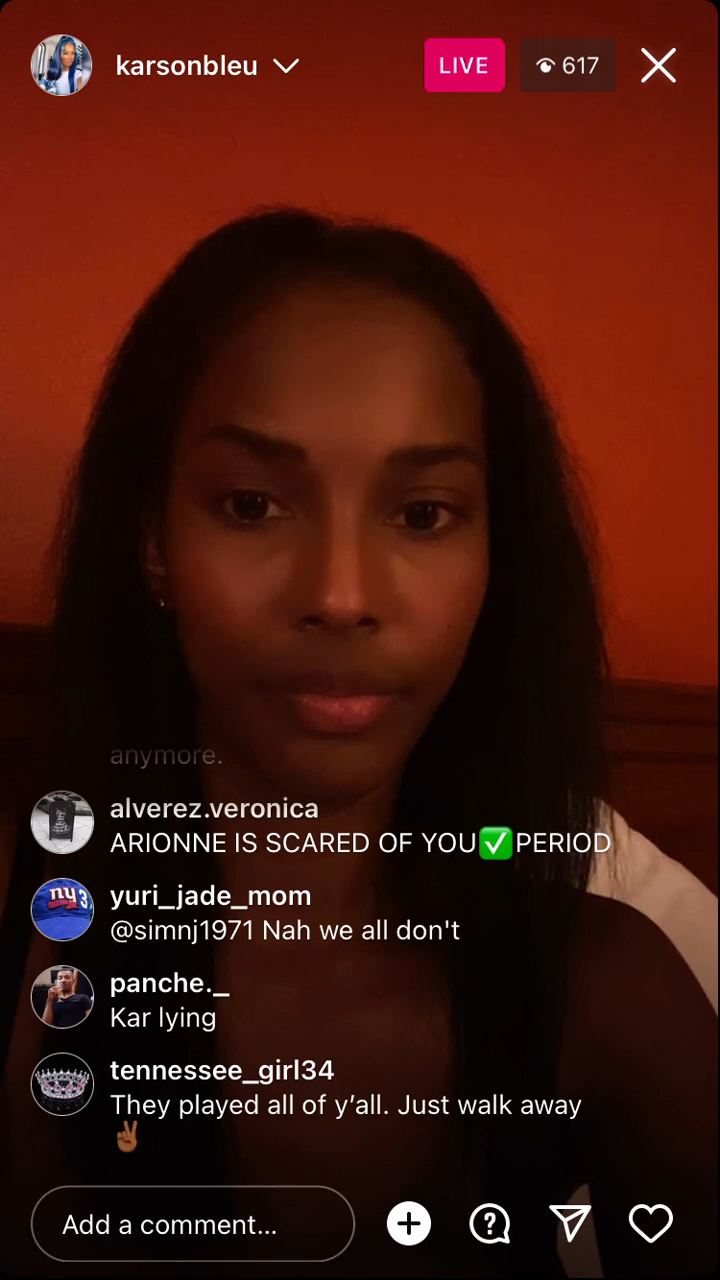 karsonbleu
LIVE
617
anymore.
alverez.veronica
ARIONNE IS SCARED OF YOU✅PERIOD
yuri_jade_mom
@simnj1971 Nah we all don't
panche._
Kar lying
tennessee_girl34
They played all of y’all. Just walk away
✌🏾
Add a comment...
ny